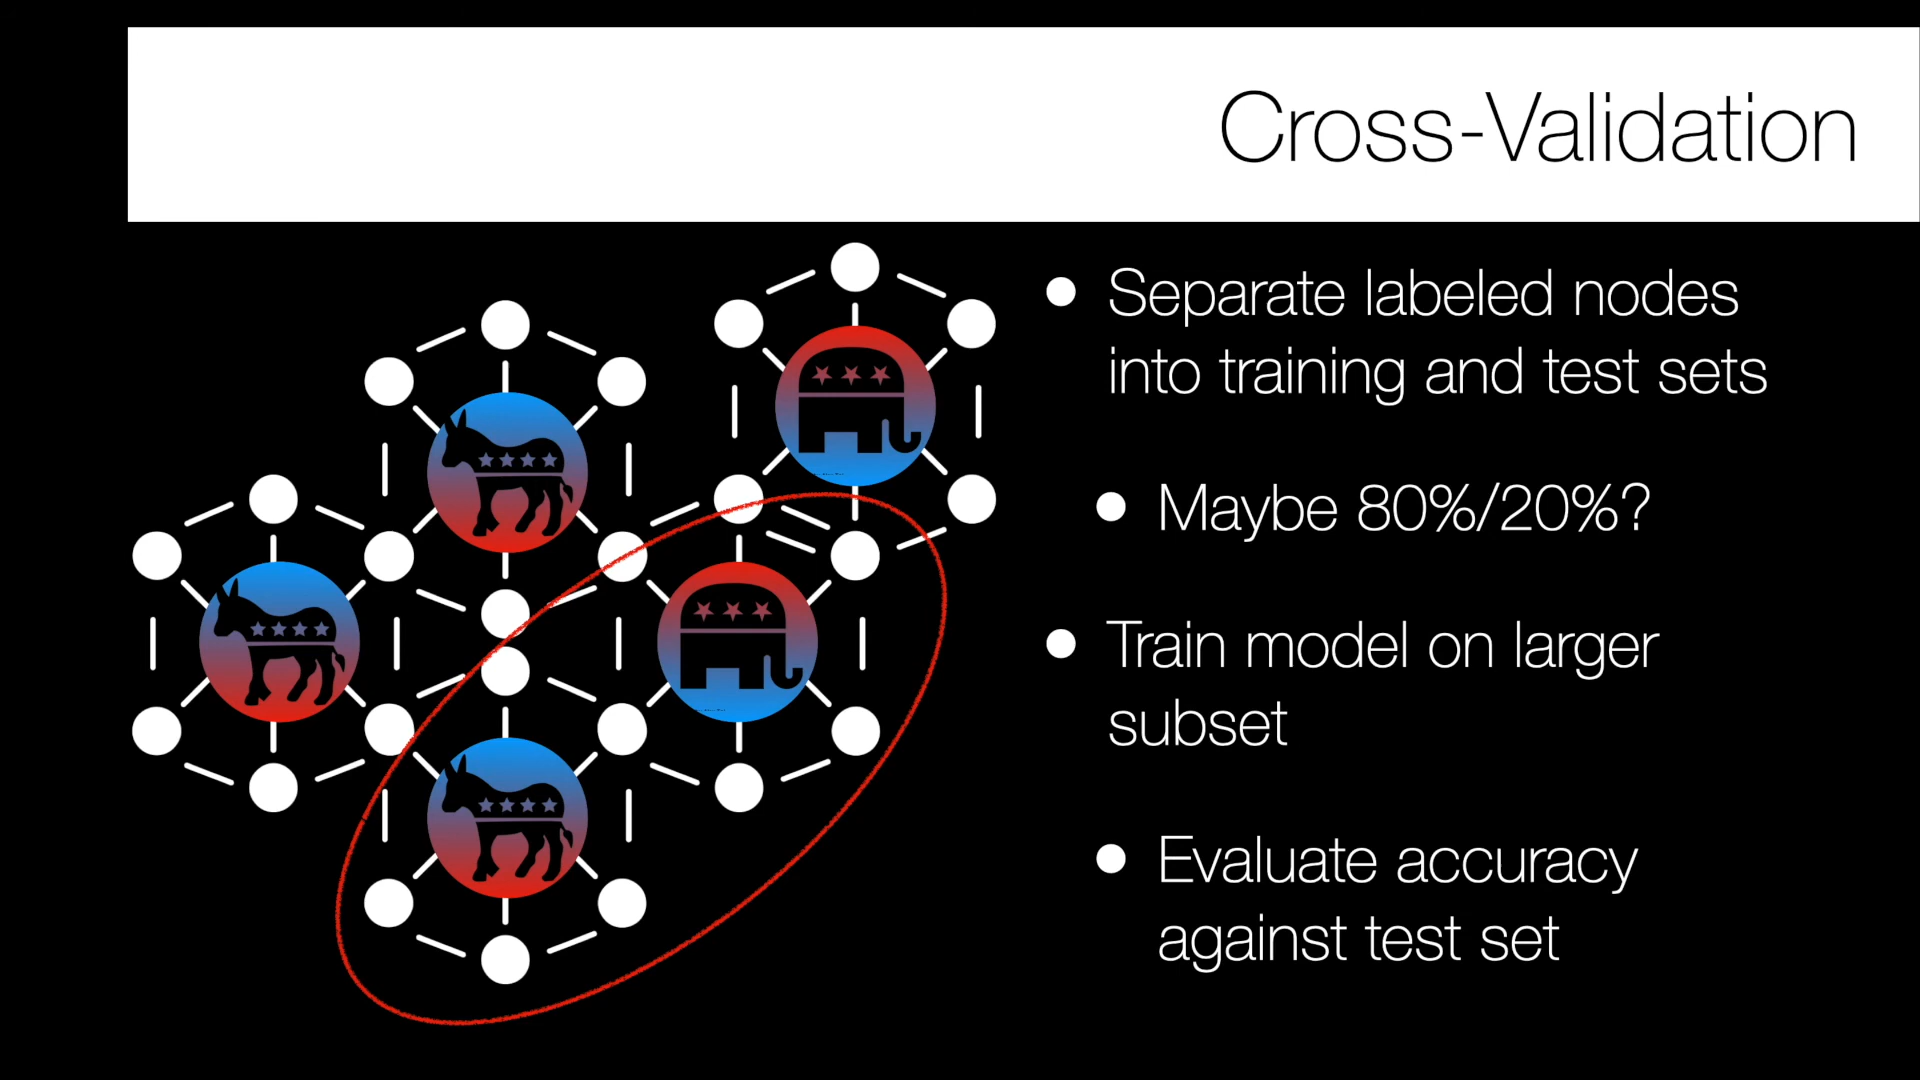 Cross-Validation
Separate labeled nodes
into training and test sets
Maybe 80%/20%?
Train model on larger
subset
Evaluate accuracy
against test set